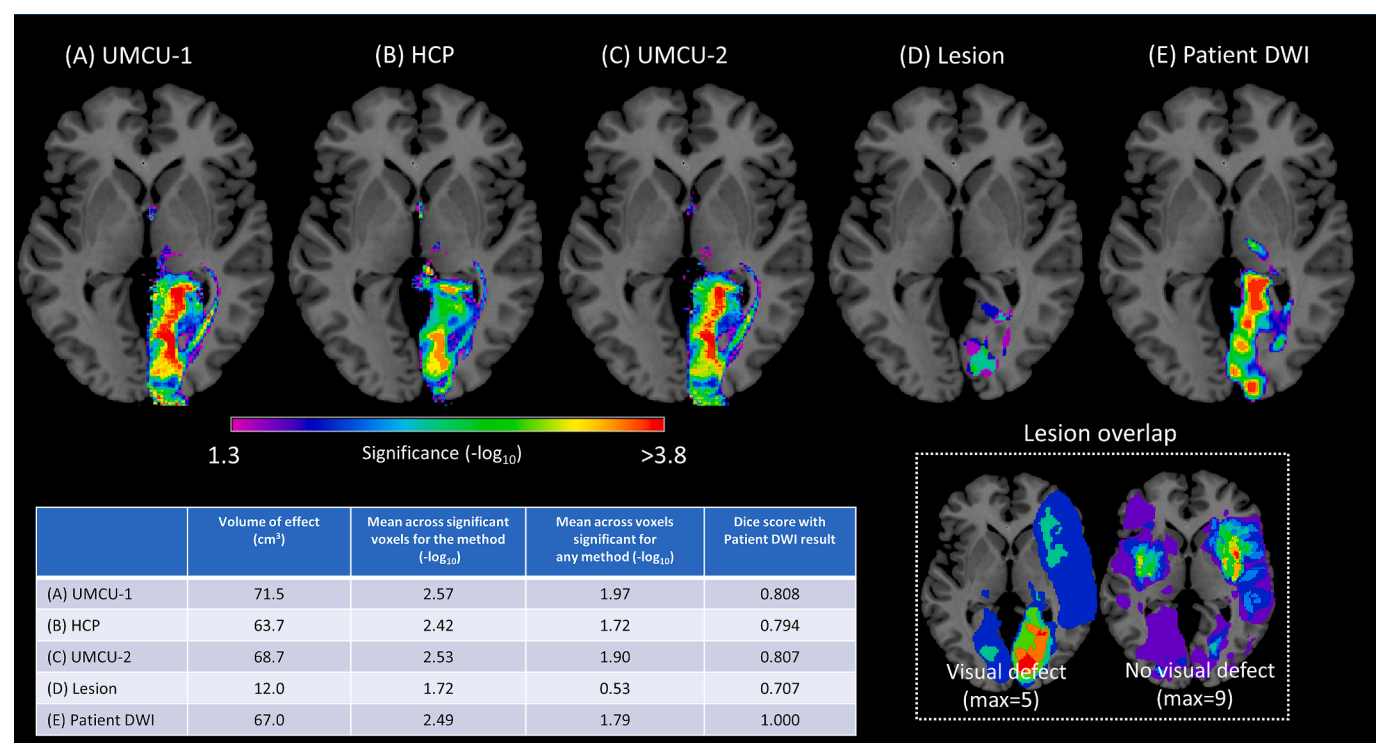 (A) UMCU-1
(B) HCP
(C) UMCU-2
(D) Lesion
(E) Patient DWI
1.3
Significance (-log10)
>3.8
Lesion overlap
Visual defect
(max=5)
No visual defect
(max=9)
Volume of effect
(cm3)
Mean across significant
voxels for the method
(-log10)
Mean across voxels
significant for
any method (-log10)
Dice score with
Patient DWI result
(A) UMCU-1 71.5 2.57 1.97 0.808
(B) HCP 63.7 2.42 1.72 0.794
(C) UMCU-2 68.7 2.53 1.90 0.807
(D) Lesion 12.0 1.72 0.53 0.707
(E) Patient DWI 67.0 2.49 1.79 1.000